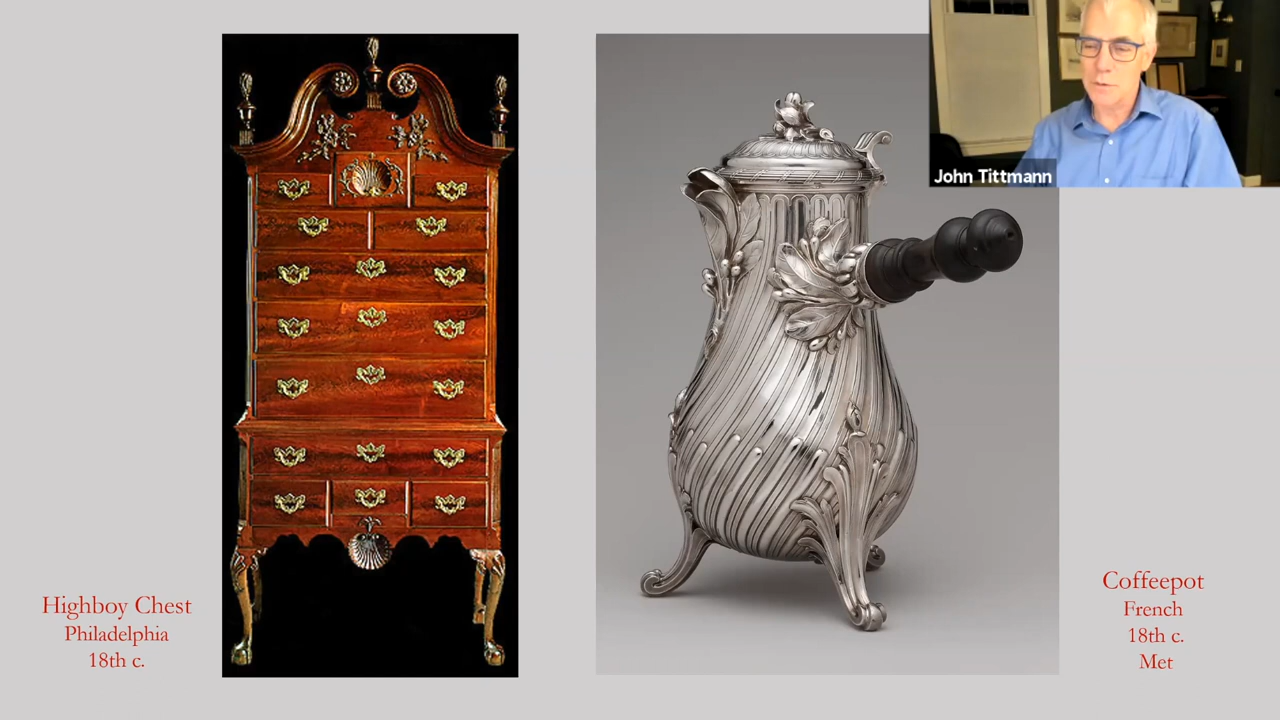 John Tittmann
Highboy Chest
Philadelphia
18th c.
Coffeepot
French
18th c.
Met